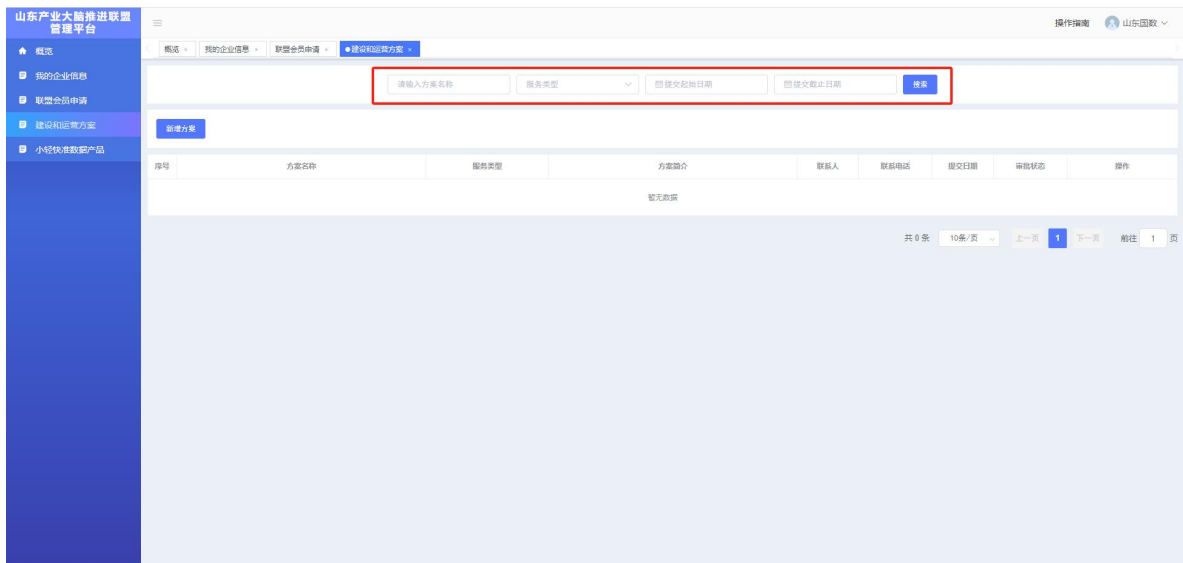 山东产业大脑推进联盟
管理平台
操作指南 山东国数
概览
我的企业信息
联盟会员申请
建设和运营方案
小轻快准数据产品
概览 × 我的企业信息 × 联盟会员申请 × ●建设和运营方案 ×
请输入方案名称 服务类型 提交起始日期 提交截止日期 搜索
新增方案
序号 方案名称 服务类型 方案简介 联系人 联系电话 提交日期 审批状态 操作
暂无数据
共 0 条 10条/页 上一页 1 下一页 前往 1 页